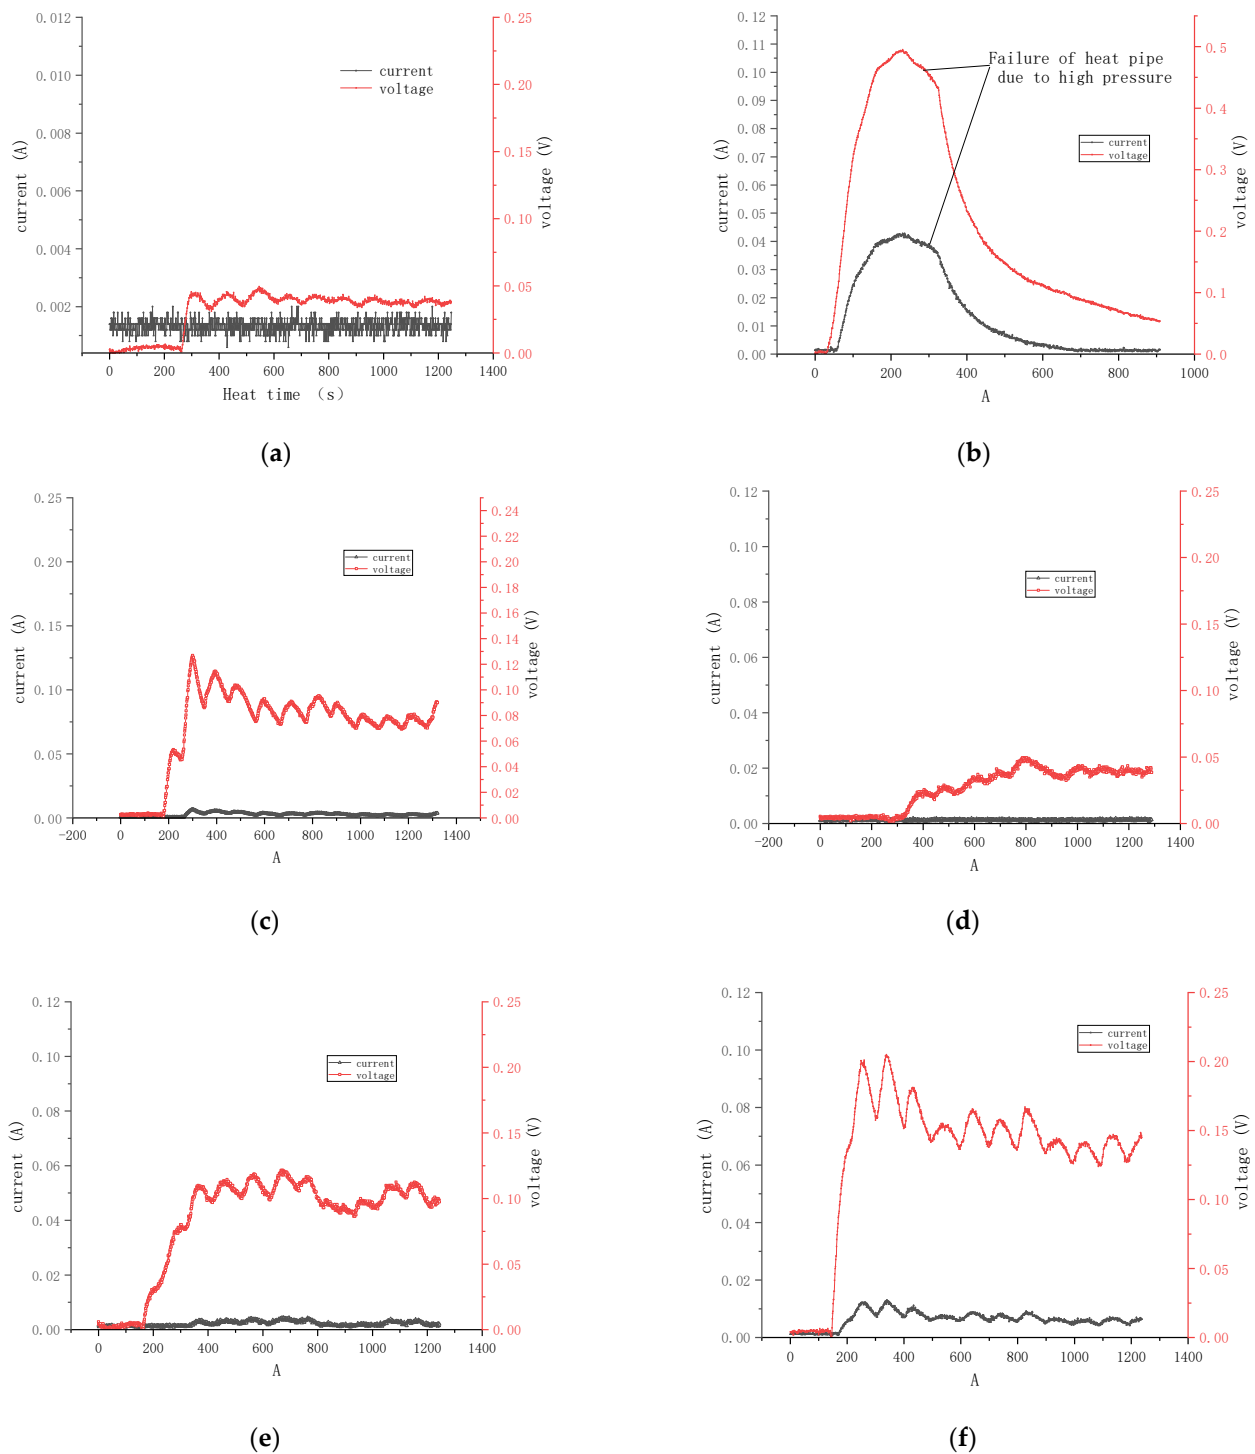 0.012
0.010
0.008
0.006
0.004
0.002
current (A)
0.25
0.20
0.15
0.10
0.05
0.00
voltage (V)
current
voltage
0 200 400 600 800 1000 1200 1400
Heat time （s）
(a)
0.12
0.11
0.10
0.09
0.08
0.07
0.06
0.05
0.04
0.03
0.02
0.01
0.00
current (A)
0.5
0.4
0.3
0.2
0.1
0.0
voltage (V)
Failure of heat pipe
due to high pressure
current
voltage
0 200 400 600 800 1000
A
(b)
0.25
0.20
0.15
0.10
0.05
0.00
current (A)
0.24
0.22
0.20
0.18
0.16
0.14
0.12
0.10
0.08
0.06
0.04
0.02
0.00
voltage (V)
current
voltage
-200 0 200 400 600 800 1000 1200 1400
A
(c)
0.12
0.10
0.08
0.06
0.04
0.02
0.00
current (A)
0.25
0.20
0.15
0.10
0.05
0.00
voltage (V)
current
voltage
-200 0 200 400 600 800 1000 1200 1400
A
(d)
0.12
0.10
0.08
0.06
0.04
0.02
0.00
current (A)
0.25
0.20
0.15
0.10
0.05
0.00
voltage (V)
current
voltage
0 200 400 600 800 1000 1200 1400
A
(e)
0.12
0.10
0.08
0.06
0.04
0.02
0.00
current (A)
0.25
0.20
0.15
0.10
0.05
0.00
voltage (V)
current
voltage
0 200 400 600 800 1000 1200 1400
A
(f)